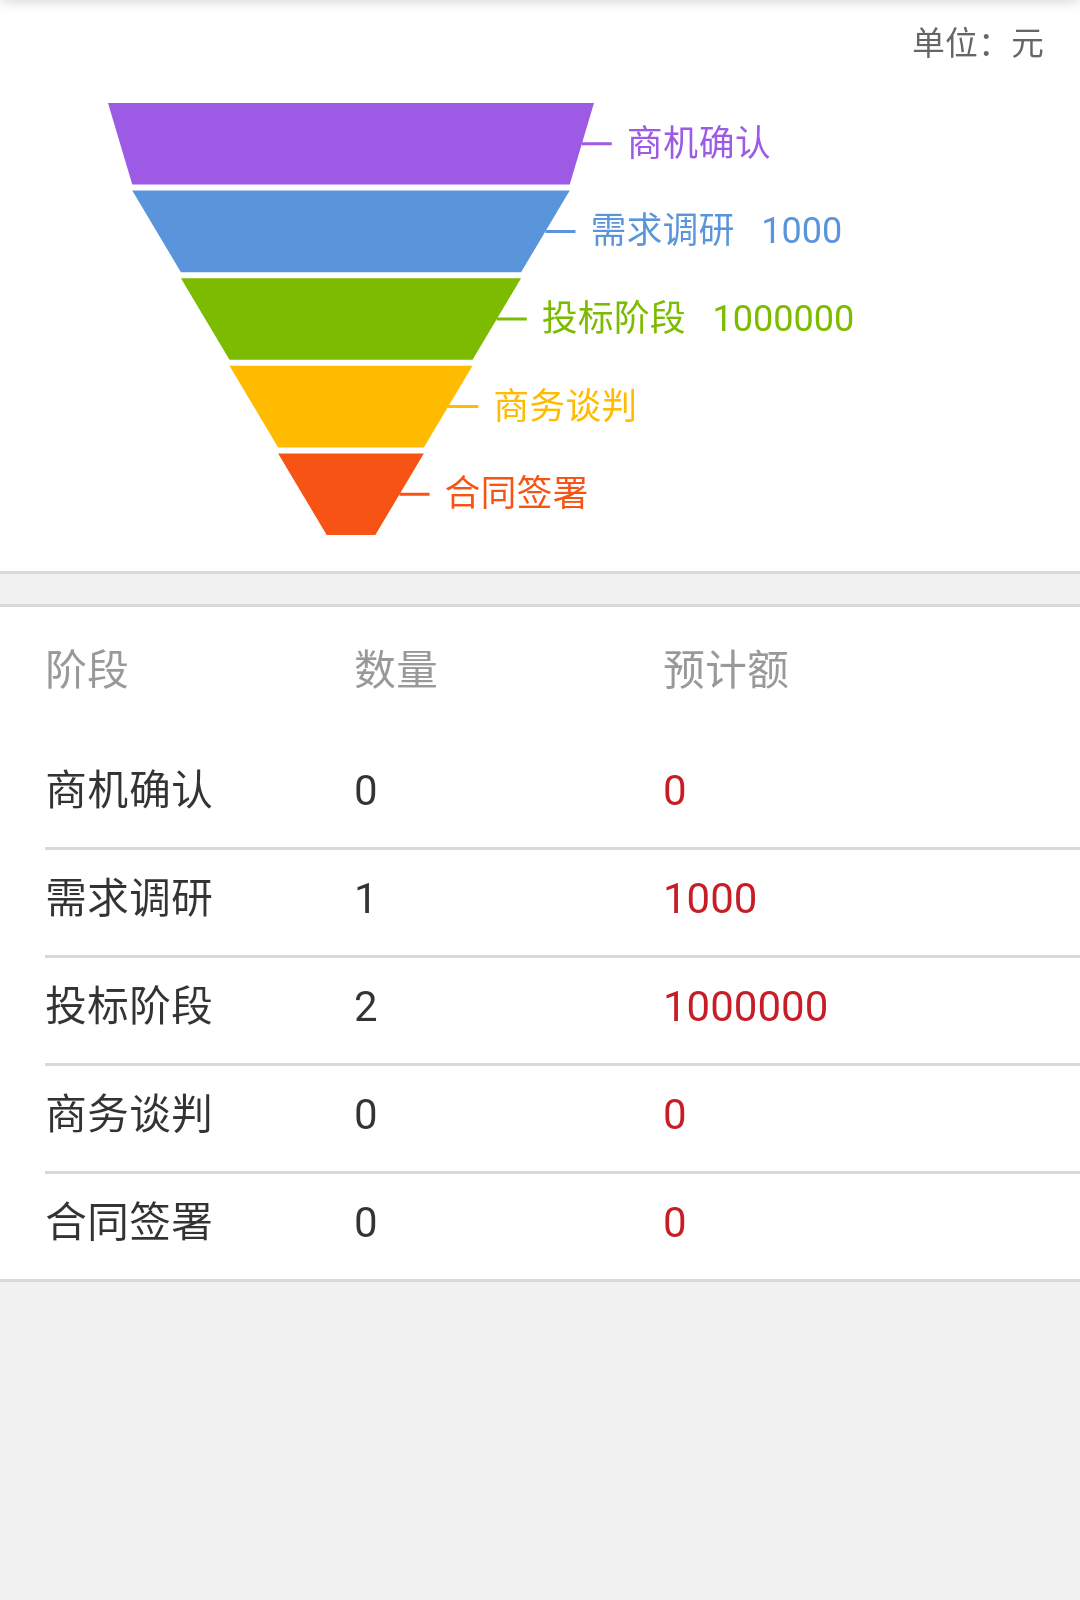 单位：元
商机确认
需求调研 1000
投标阶段 1000000
商务谈判
合同签署
阶段 数量 预计额
商机确认 0 0
需求调研 1 1000
投标阶段 2 1000000
商务谈判 0 0
合同签署 0 0